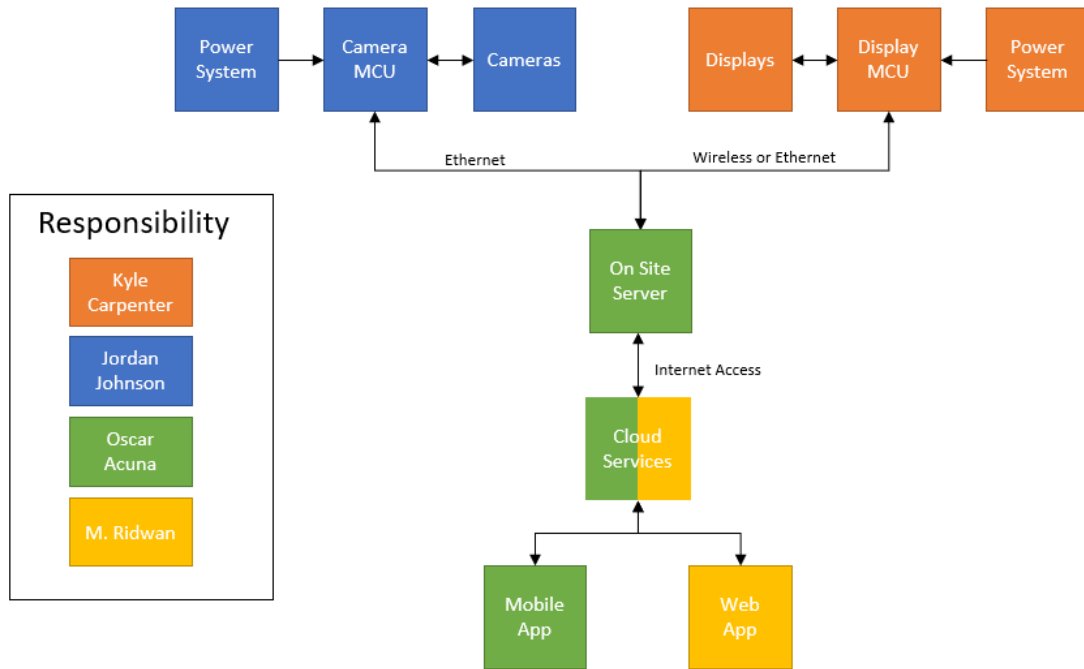 Power
System
Camera
MCU
Cameras
Displays
Display
MCU
Power
System
Ethernet
Wireless or Ethernet
Responsibility
Kyle
Carpenter
Jordan
Johnson
Oscar
Acuna
M. Ridwan
On Site
Server
Internet Access
Cloud
Services
Mobile
App
Web
App